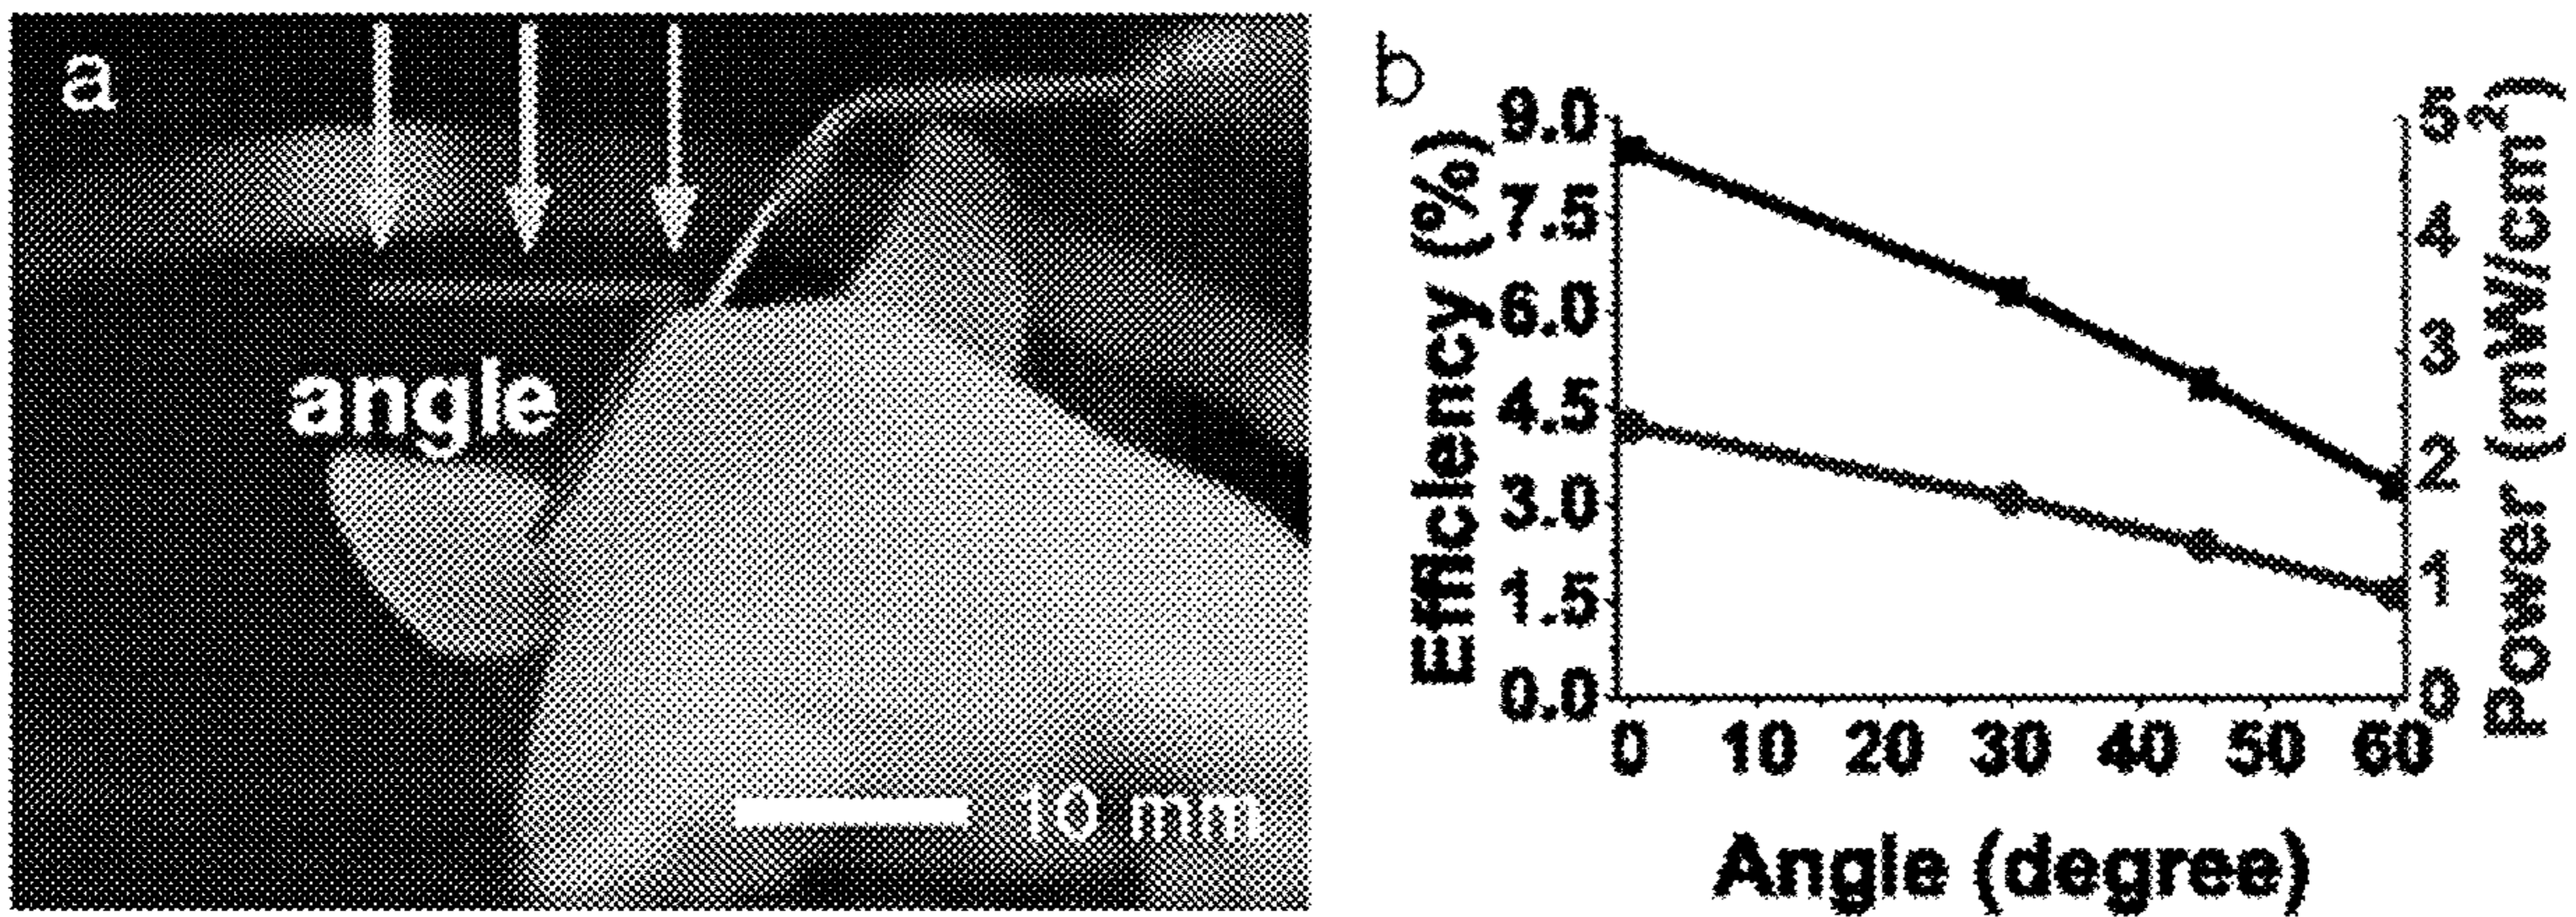 a
angle
10 mm
b
Efficiency (%)
9.0
7.5
6.0
4.5
3.0
1.5
0.0
5
4
3
2
1
0
Power (mW/cm²)
0 10 20 30 40 50 60
Angle (degree)